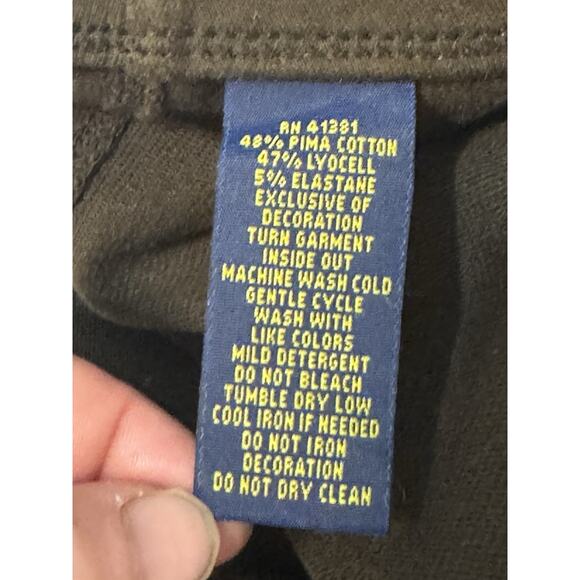 RN 41381
48% PIMA COTTON
47% LYOCELL
5% ELASTANE
EXCLUSIVE OF
DECORATION
TURN GARMENT
INSIDE OUT
MACHINE WASH COLD
GENTLE CYCLE
WASH WITH
LIKE COLORS
MILD DETERGENT
DO NOT BLEACH
TUMBLE DRY LOW
COOL IRON IF NEEDED
DO NOT IRON
DECORATION
DO NOT DRY CLEAN